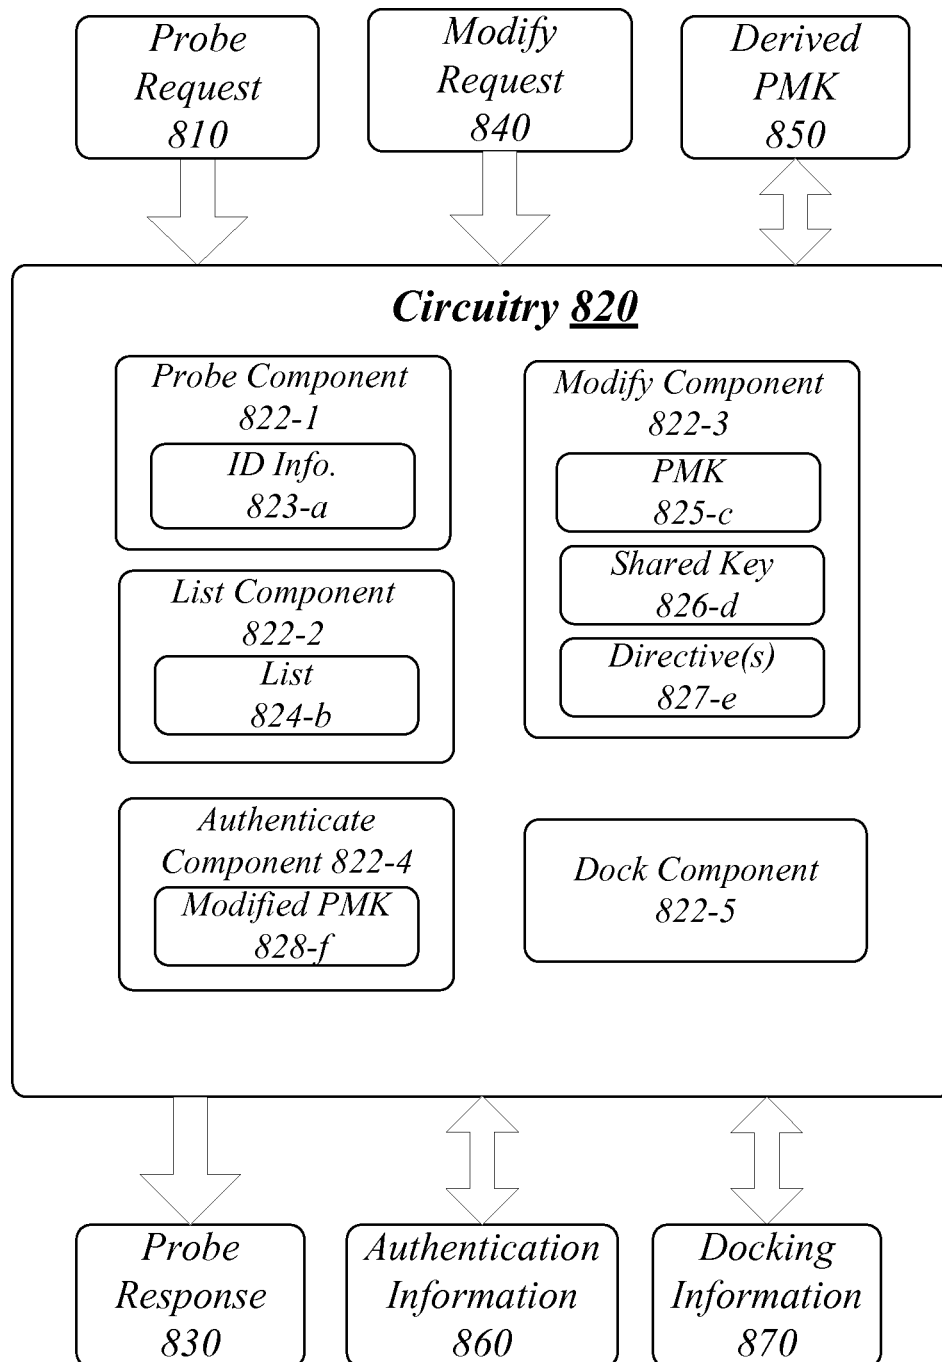 Probe
Request
810
Modify
Request
840
Derived
PMK
850
Circuitry 820
Probe Component
822-1
ID Info.
823-a
List Component
822-2
List
824-b
Authenticate
Component 822-4
Modified PMK
828-f
Modify Component
822-3
PMK
825-c
Shared Key
826-d
Directive(s)
827-e
Dock Component
822-5
Probe
Response
830
Authentication
Information
860
Docking
Information
870